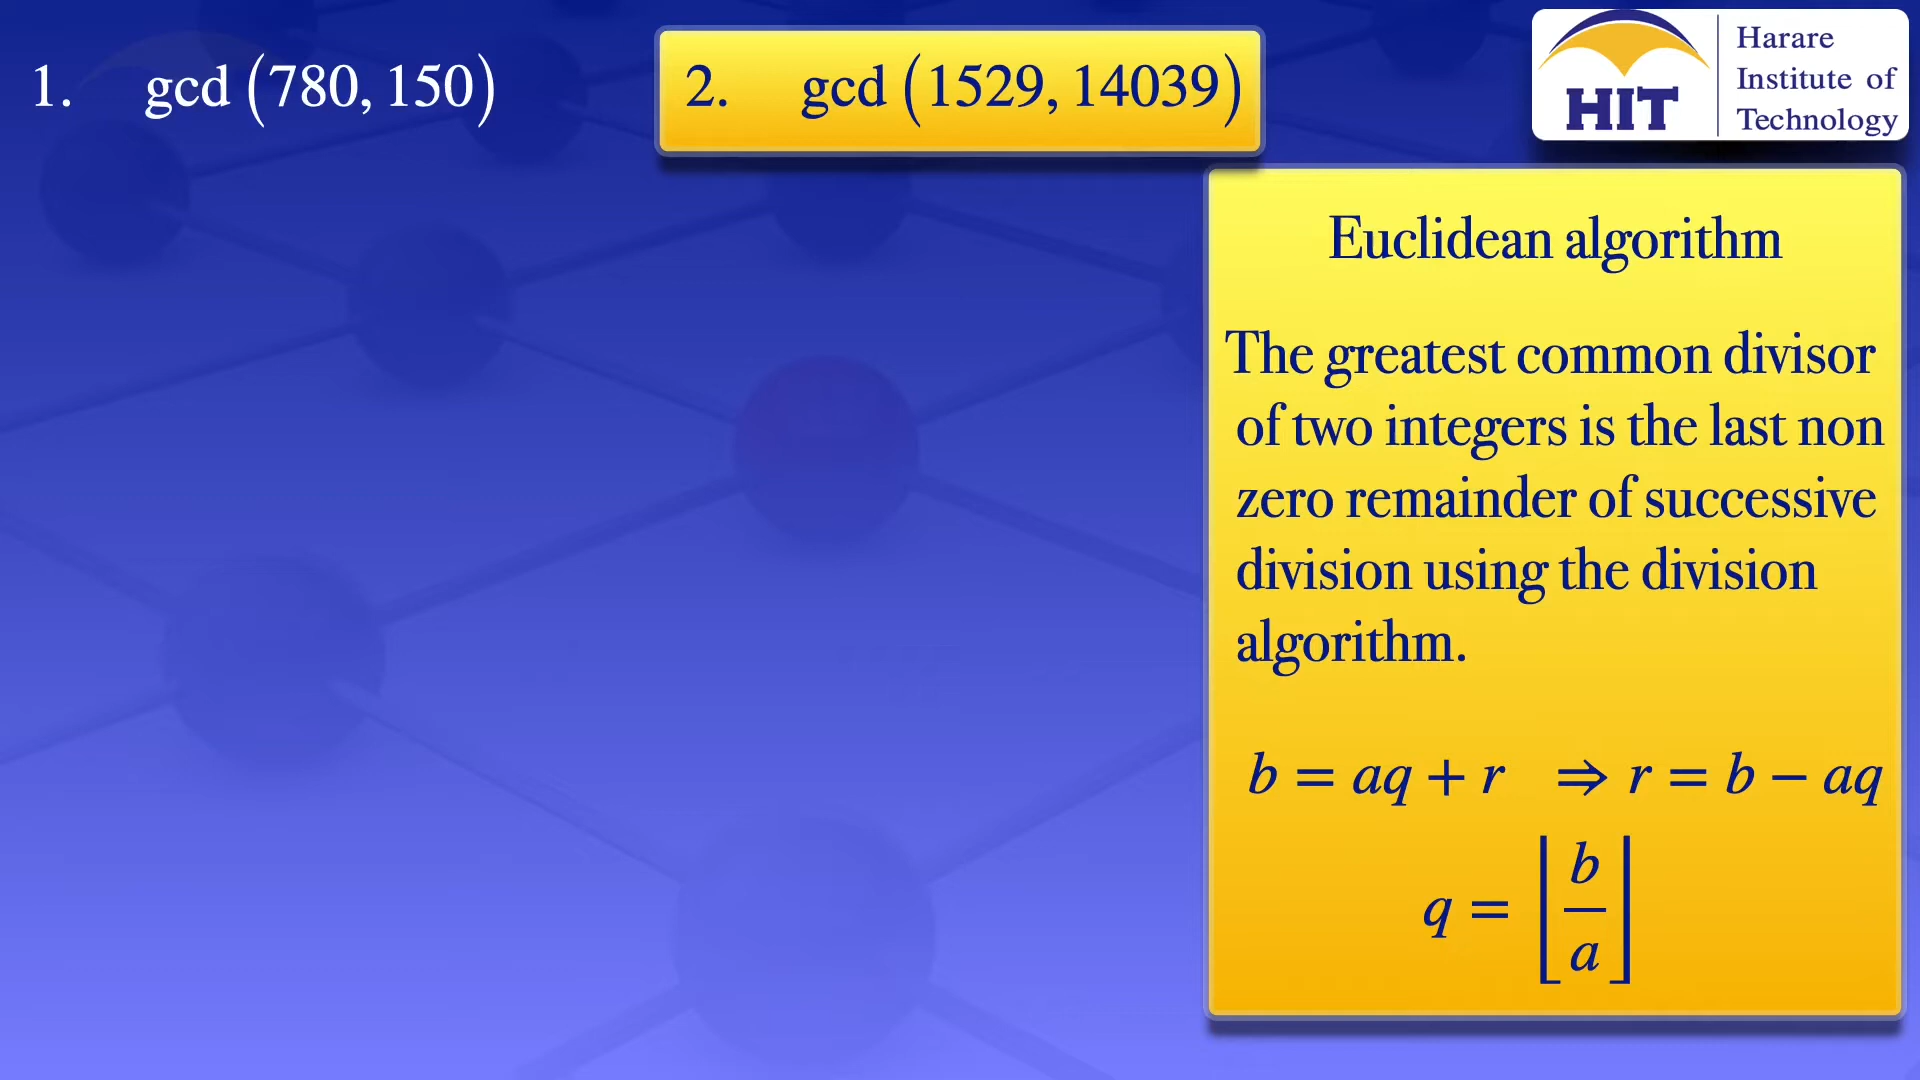 1. gcd (780, 150)
2. gcd (1529, 14039)
HIT
Harare
Institute of
Technology
Euclidean algorithm
The greatest common divisor
of two integers is the last non
zero remainder of successive
division using the division
algorithm.
b = aq + r ⇒ r = b − aq
q = ⌊b/a⌋